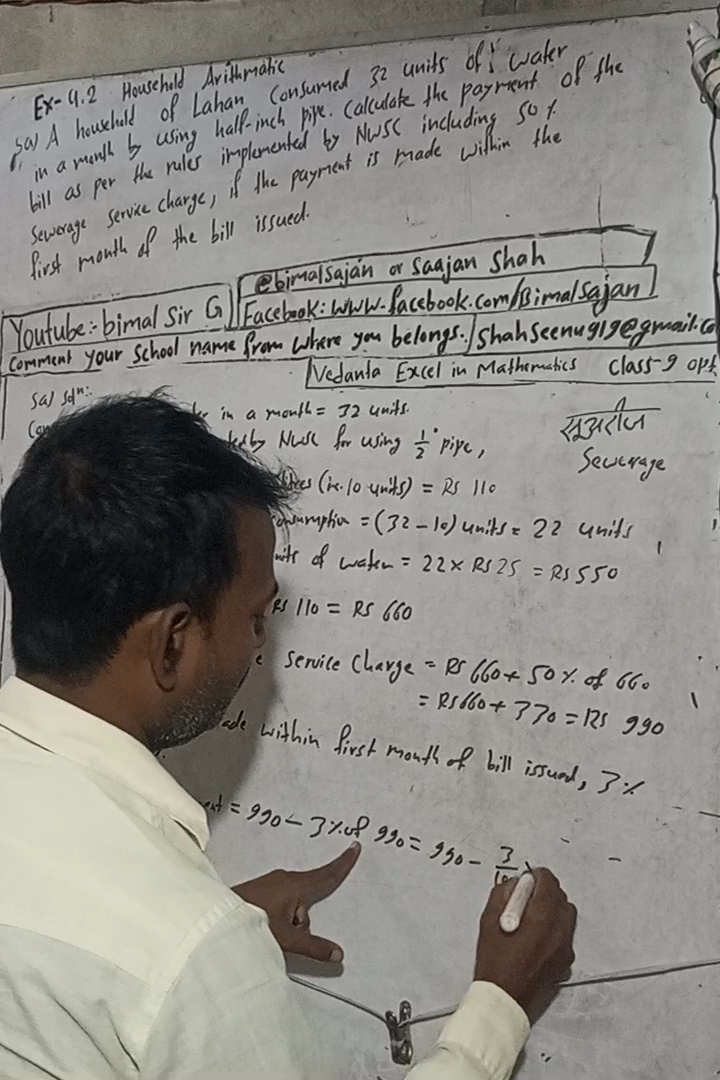 Ex- 4.2 Household Arithmatic
5a) A household of Lahan Consumed 32 units of water
in a month by using half-inch pipe. Calculate the payment of the
bill as per the rules implemented by NWSC including 50%
Sewerage service charge, if the payment is made within the
first month of the bill issued.
@bimalsajan or Saajan Shah
Youtube:- bimal Sir G
Facebook: www.facebook.com/Bimalsajan
Comment your School name from where you belongs.
Shahseenu919@gmail.co
Vedanta Excel in Mathematics Class-9 opt
5a) Solⁿ:
in a month = 32 units.
by NWSC for using 1/2" pipe,
(ie. 10 units) = RS 110
= (32 - 10) units = 22 units
of water = 22 × RS 25 = RS 550
RS 110 = RS 660
service charge = RS 660 + 50% of 660
= RS 660 + 330 = RS 990
within first month of bill issued, 3%
= 990 - 3% of 990 = 990 - 3
सूअरीज
Sewerage